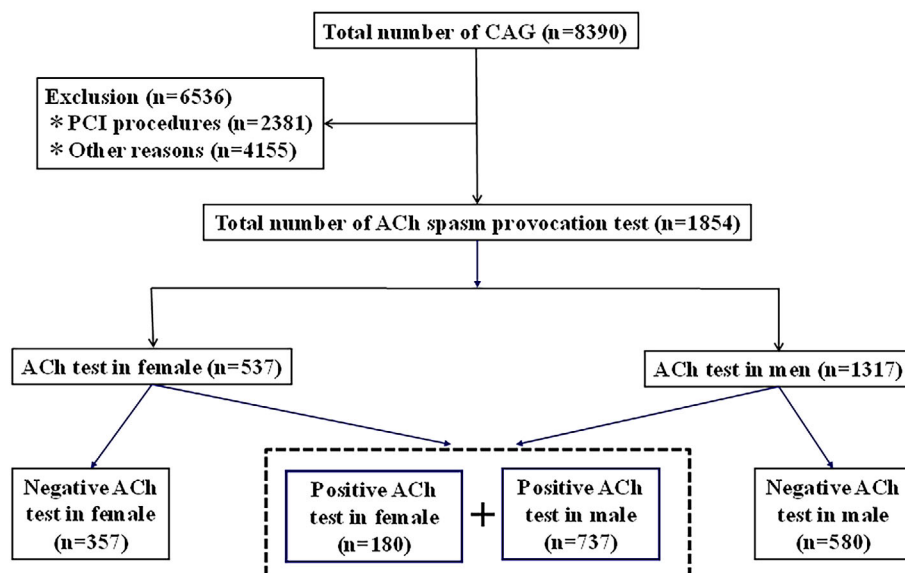 Total number of CAG (n=8390)
Exclusion (n=6536)
* PCI procedures (n=2381)
* Other reasons (n=4155)
Total number of ACh spasm provocation test (n=1854)
ACh test in female (n=537)
ACh test in men (n=1317)
Negative ACh
test in female
(n=357)
Positive ACh
test in female
(n=180)
+
Positive ACh
test in male
(n=737)
Negative ACh
test in male
(n=580)